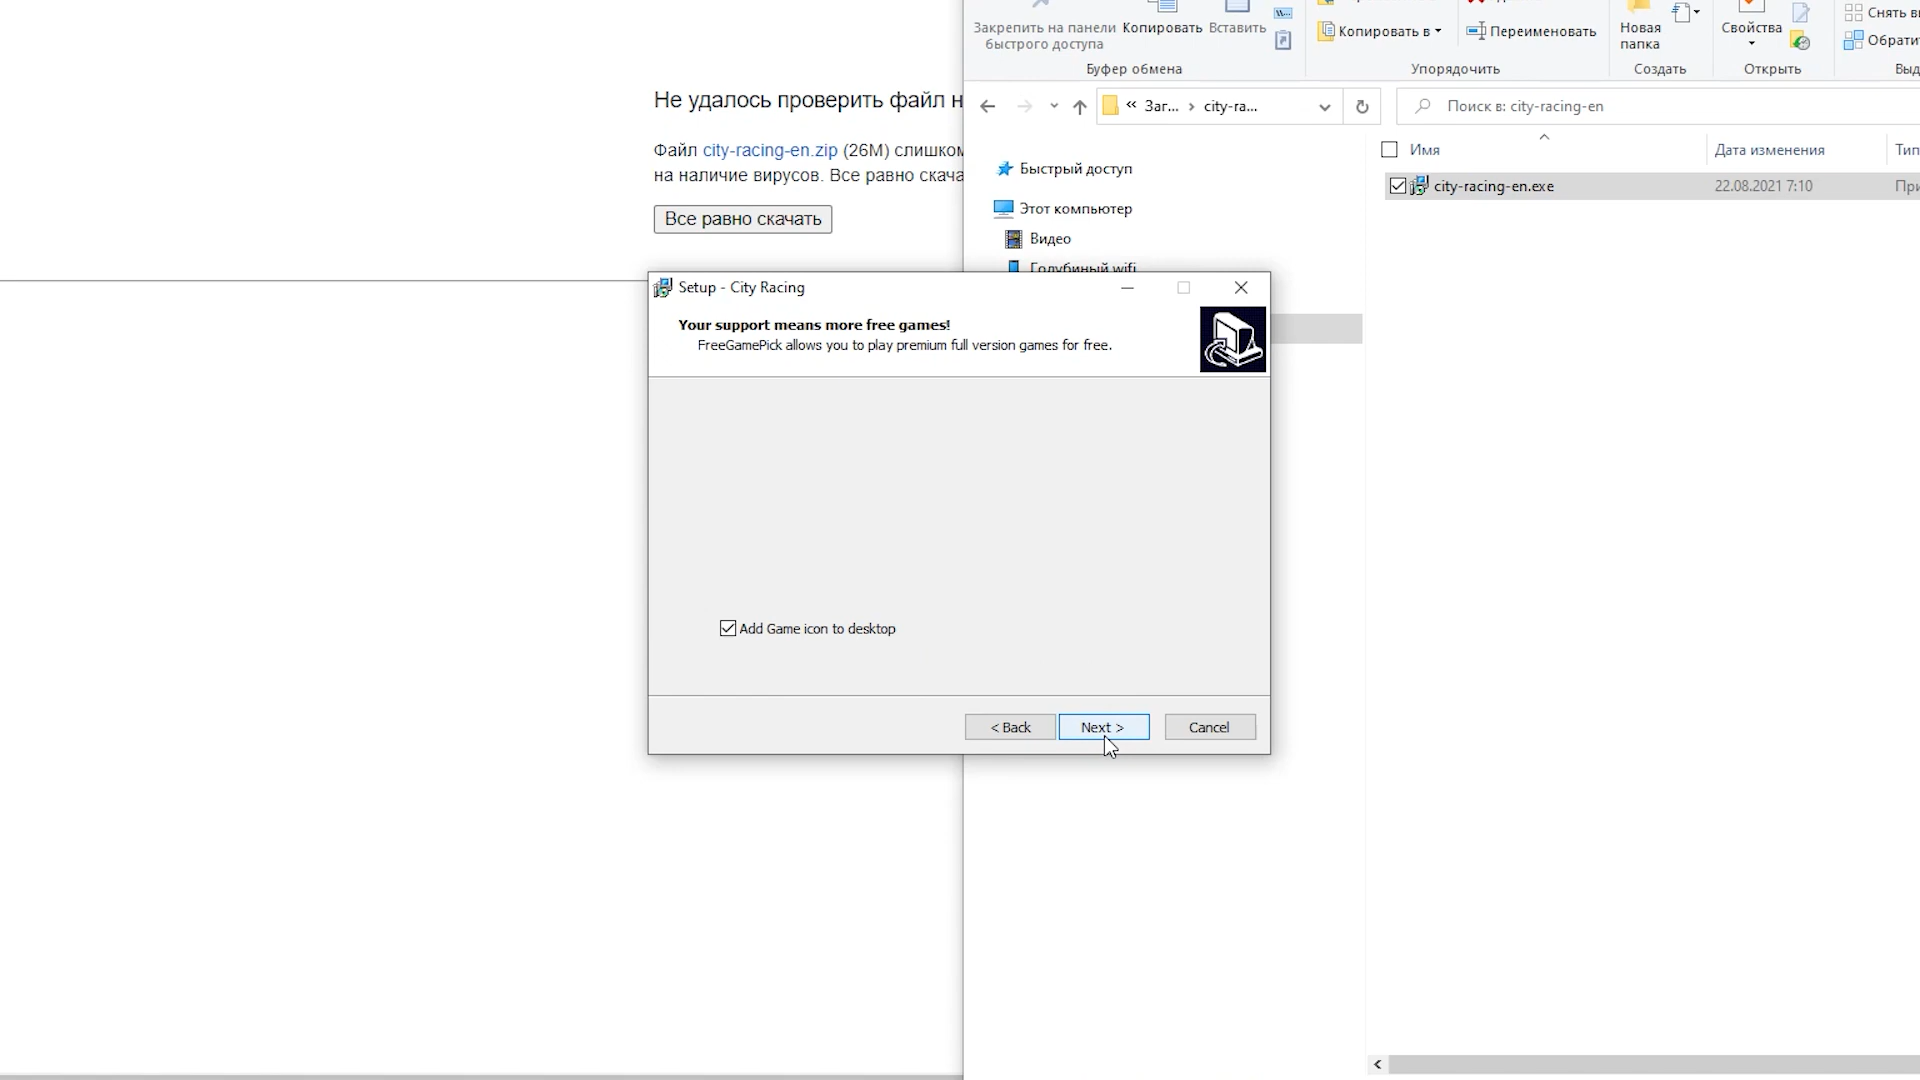 Закрепить на панели
быстрого доступа
Копировать
Вставить
Копировать в
Переименовать
Новая
папка
Свойства
Снять
Обрати
Буфер обмена
Упорядочить
Создать
Открыть
Не удалось проверить файл н
« Заг... › city-ra...
Поиск в: city-racing-en
Файл city-racing-en.zip (26M) слишком
на наличие вирусов. Все равно скача
Все равно скачать
Имя
Дата изменения
Тип
Быстрый доступ
Этот компьютер
Видео
Голубиный wifi
city-racing-en.exe
22.08.2021 7:10
При
Setup - City Racing
Your support means more free games!
FreeGamePick allows you to play premium full version games for free.
Add Game icon to desktop
< Back
Next >
Cancel